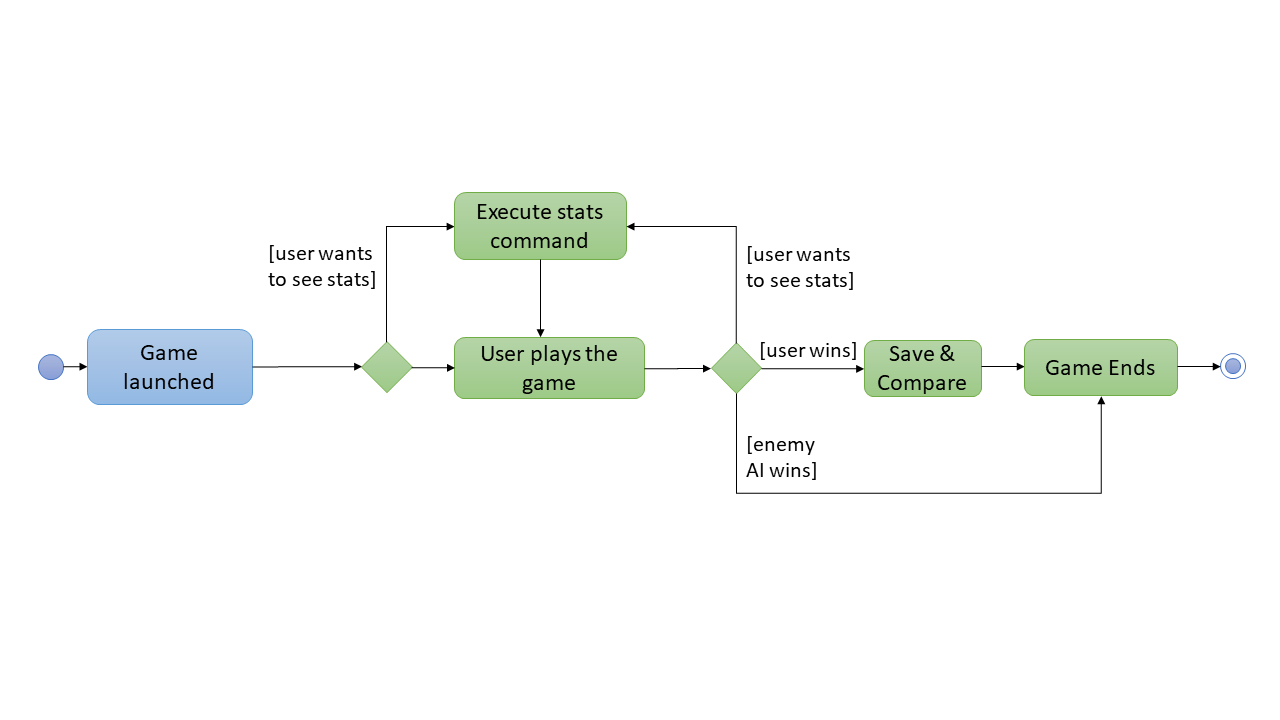 Execute stats
command
[user wants
to see stats]
[user wants
to see stats]
Game
launched
User plays the
game
[user wins]
Save &
Compare
Game Ends
[enemy
AI wins]